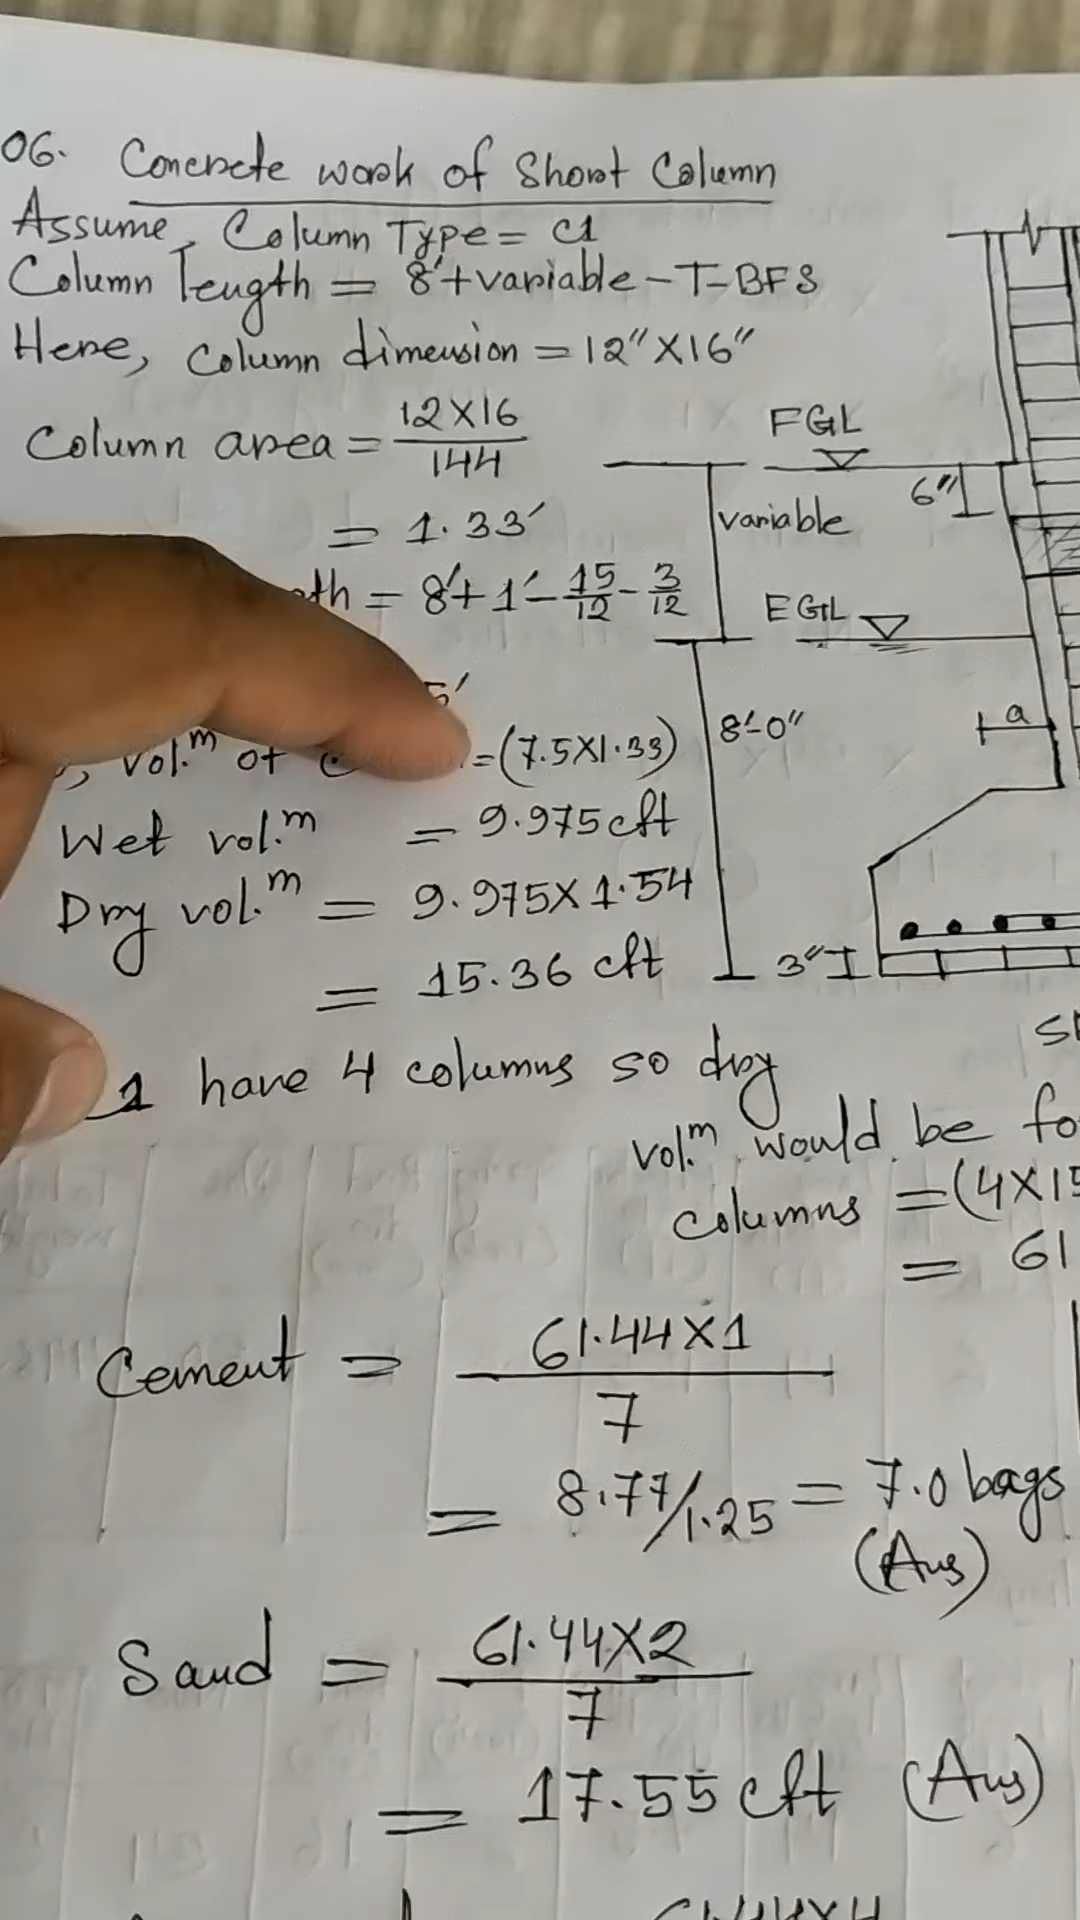 06. Concrete work of Short Column
Assume, Column Type = C1
Column length = 8'+variable-T-BFS
Here, Column dimension = 12"X16"
Column area = 12X16
144
= 1.33'
= 8'+1'-15/12-3/12
5'
vol.m of = (7.5X1.33)
Wet vol.m = 9.975 cft
Dry vol.m = 9.975X1.54
= 15.36 cft
I have 4 columns so dry
vol.m would be fo
columns = (4X15
= 61
Cement = 61.44X1
7
= 8.77/1.25 = 7.0 bags
(Ans)
Sand = 61.44X2
7
= 17.55 cft (Ans)
FGL
6"
variable
EGL
8'-0"
a
3"